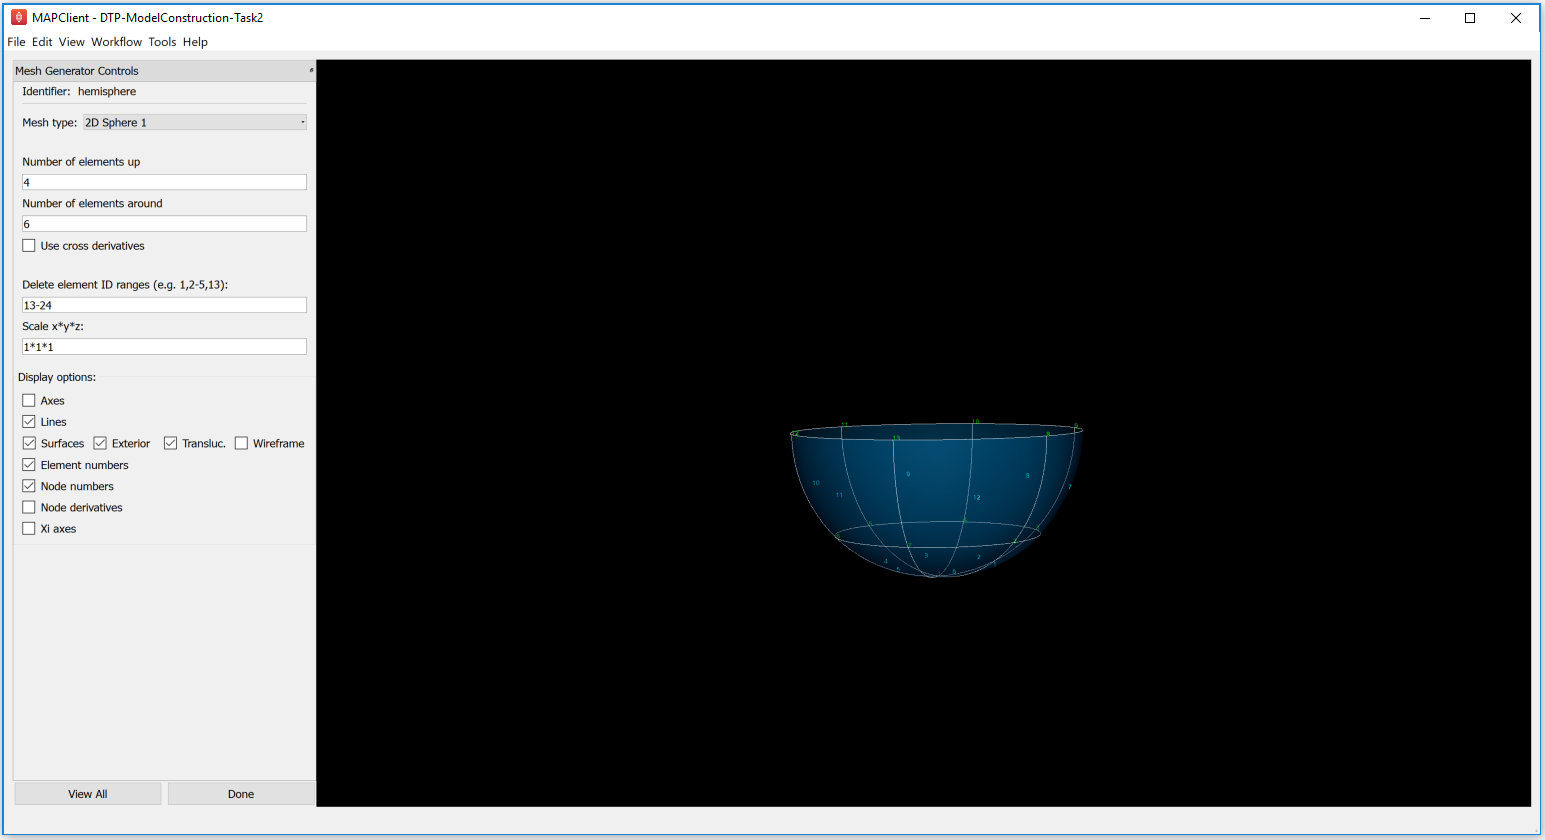 MAPClient - DTP-ModelConstruction-Task2
File Edit View Workflow Tools Help
Mesh Generator Controls
Identifier: hemisphere
Mesh type: 2D Sphere 1
Number of elements up
4
Number of elements around
6
Use cross derivatives
Delete element ID ranges (e.g. 1,2-5,13):
13-24
Scale x*y*z:
1*1*1
Display options:
Axes
Lines
Surfaces Exterior Transluc. Wireframe
Element numbers
Node numbers
Node derivatives
Xi axes
View All Done
11 10 9
13 8
9 8
10 7
11 12
3 2
4
5